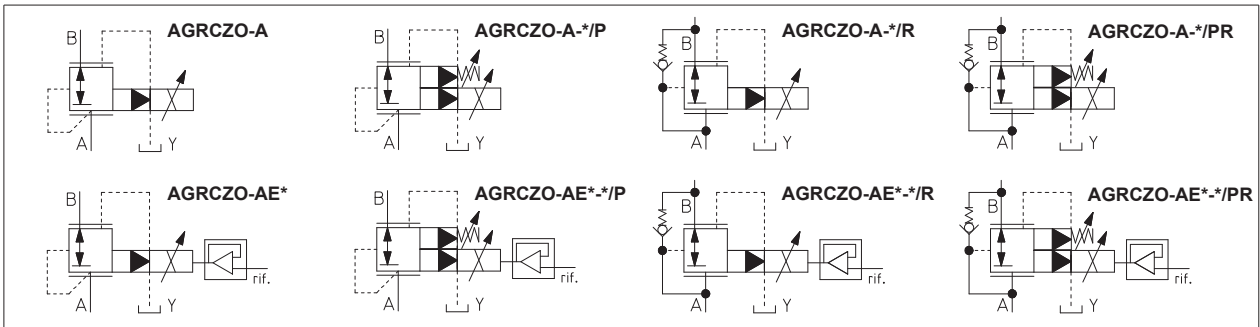 AGRCZO-A
B
A
Y
AGRCZO-A-*/P
B
A
Y
AGRCZO-A-*/R
B
A
Y
AGRCZO-A-*/PR
B
A
Y
AGRCZO-AE*
B
A
Y
rif.
AGRCZO-AE*-*/P
B
A
Y
rif.
AGRCZO-AE*-*/R
B
A
Y
rif.
AGRCZO-AE*-*/PR
B
A
Y
rif.